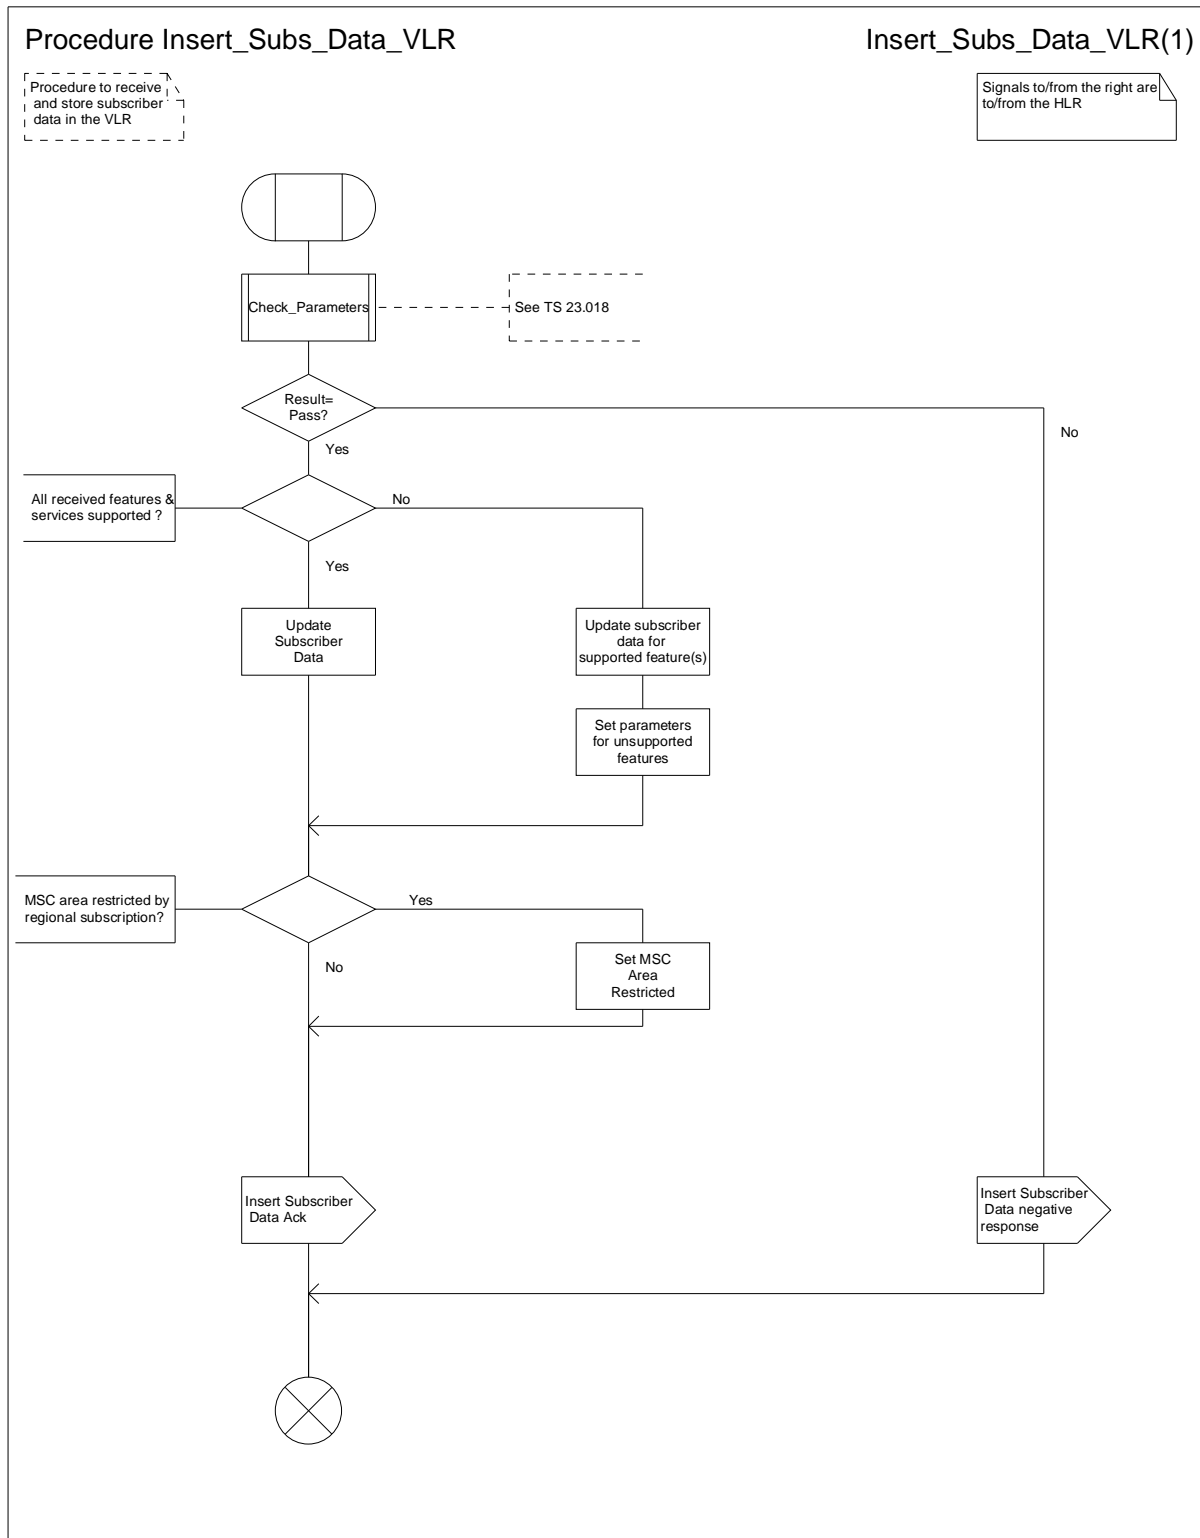 Procedure Insert_Subs_Data_VLR
Insert_Subs_Data_VLR(1)
Procedure to receive
and store subscriber
data in the VLR
Signals to/from the right are
to/from the HLR
Check_Parameters
See TS 23.018
Result=
Pass?
No
Yes
All received features &
services supported ?
No
Yes
Update
Subscriber
Data
Update subscriber
data for
supported feature(s)
Set parameters
for unsupported
features
MSC area restricted by
regional subscription?
Yes
No
Set MSC
Area
Restricted
Insert Subscriber
Data Ack
Insert Subscriber
Data negative
response